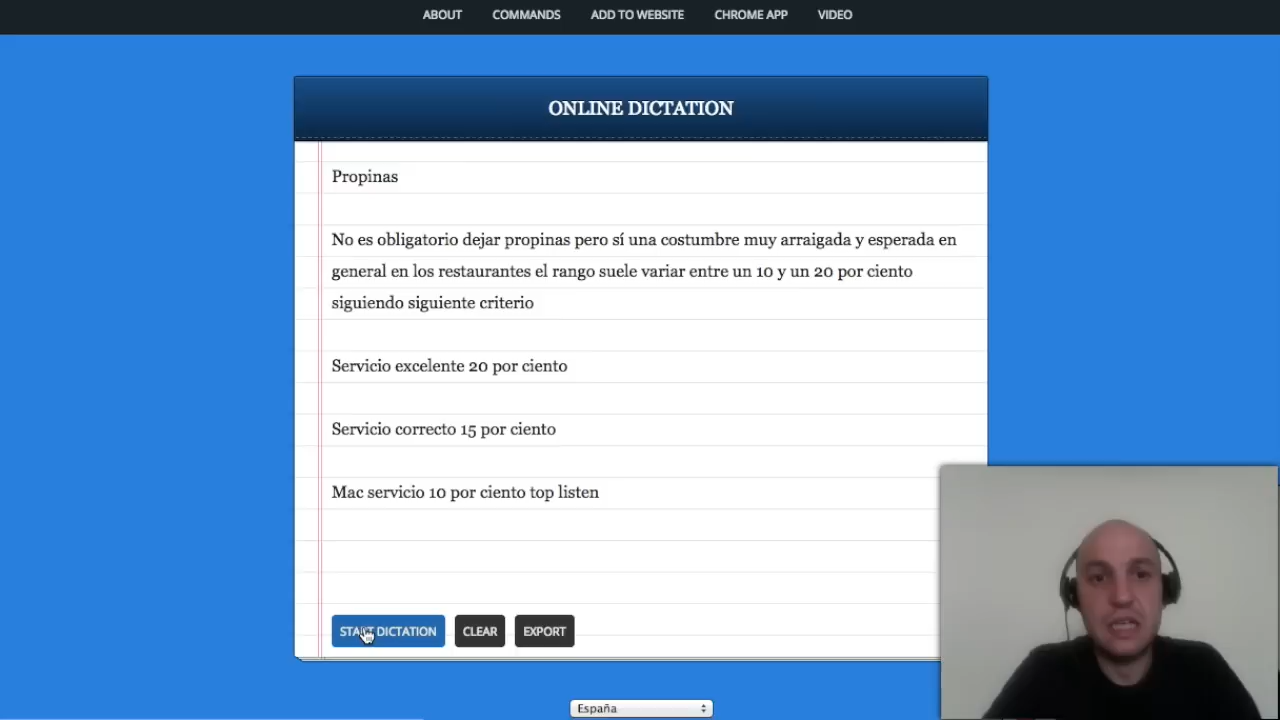 ABOUT COMMANDS ADD TO WEBSITE CHROME APP VIDEO
ONLINE DICTATION
Propinas
No es obligatorio dejar propinas pero sí una costumbre muy arraigada y esperada en
general en los restaurantes el rango suele variar entre un 10 y un 20 por ciento
siguiendo siguiente criterio
Servicio excelente 20 por ciento
Servicio correcto 15 por ciento
Mac servicio 10 por ciento top listen
START DICTATION CLEAR EXPORT
España